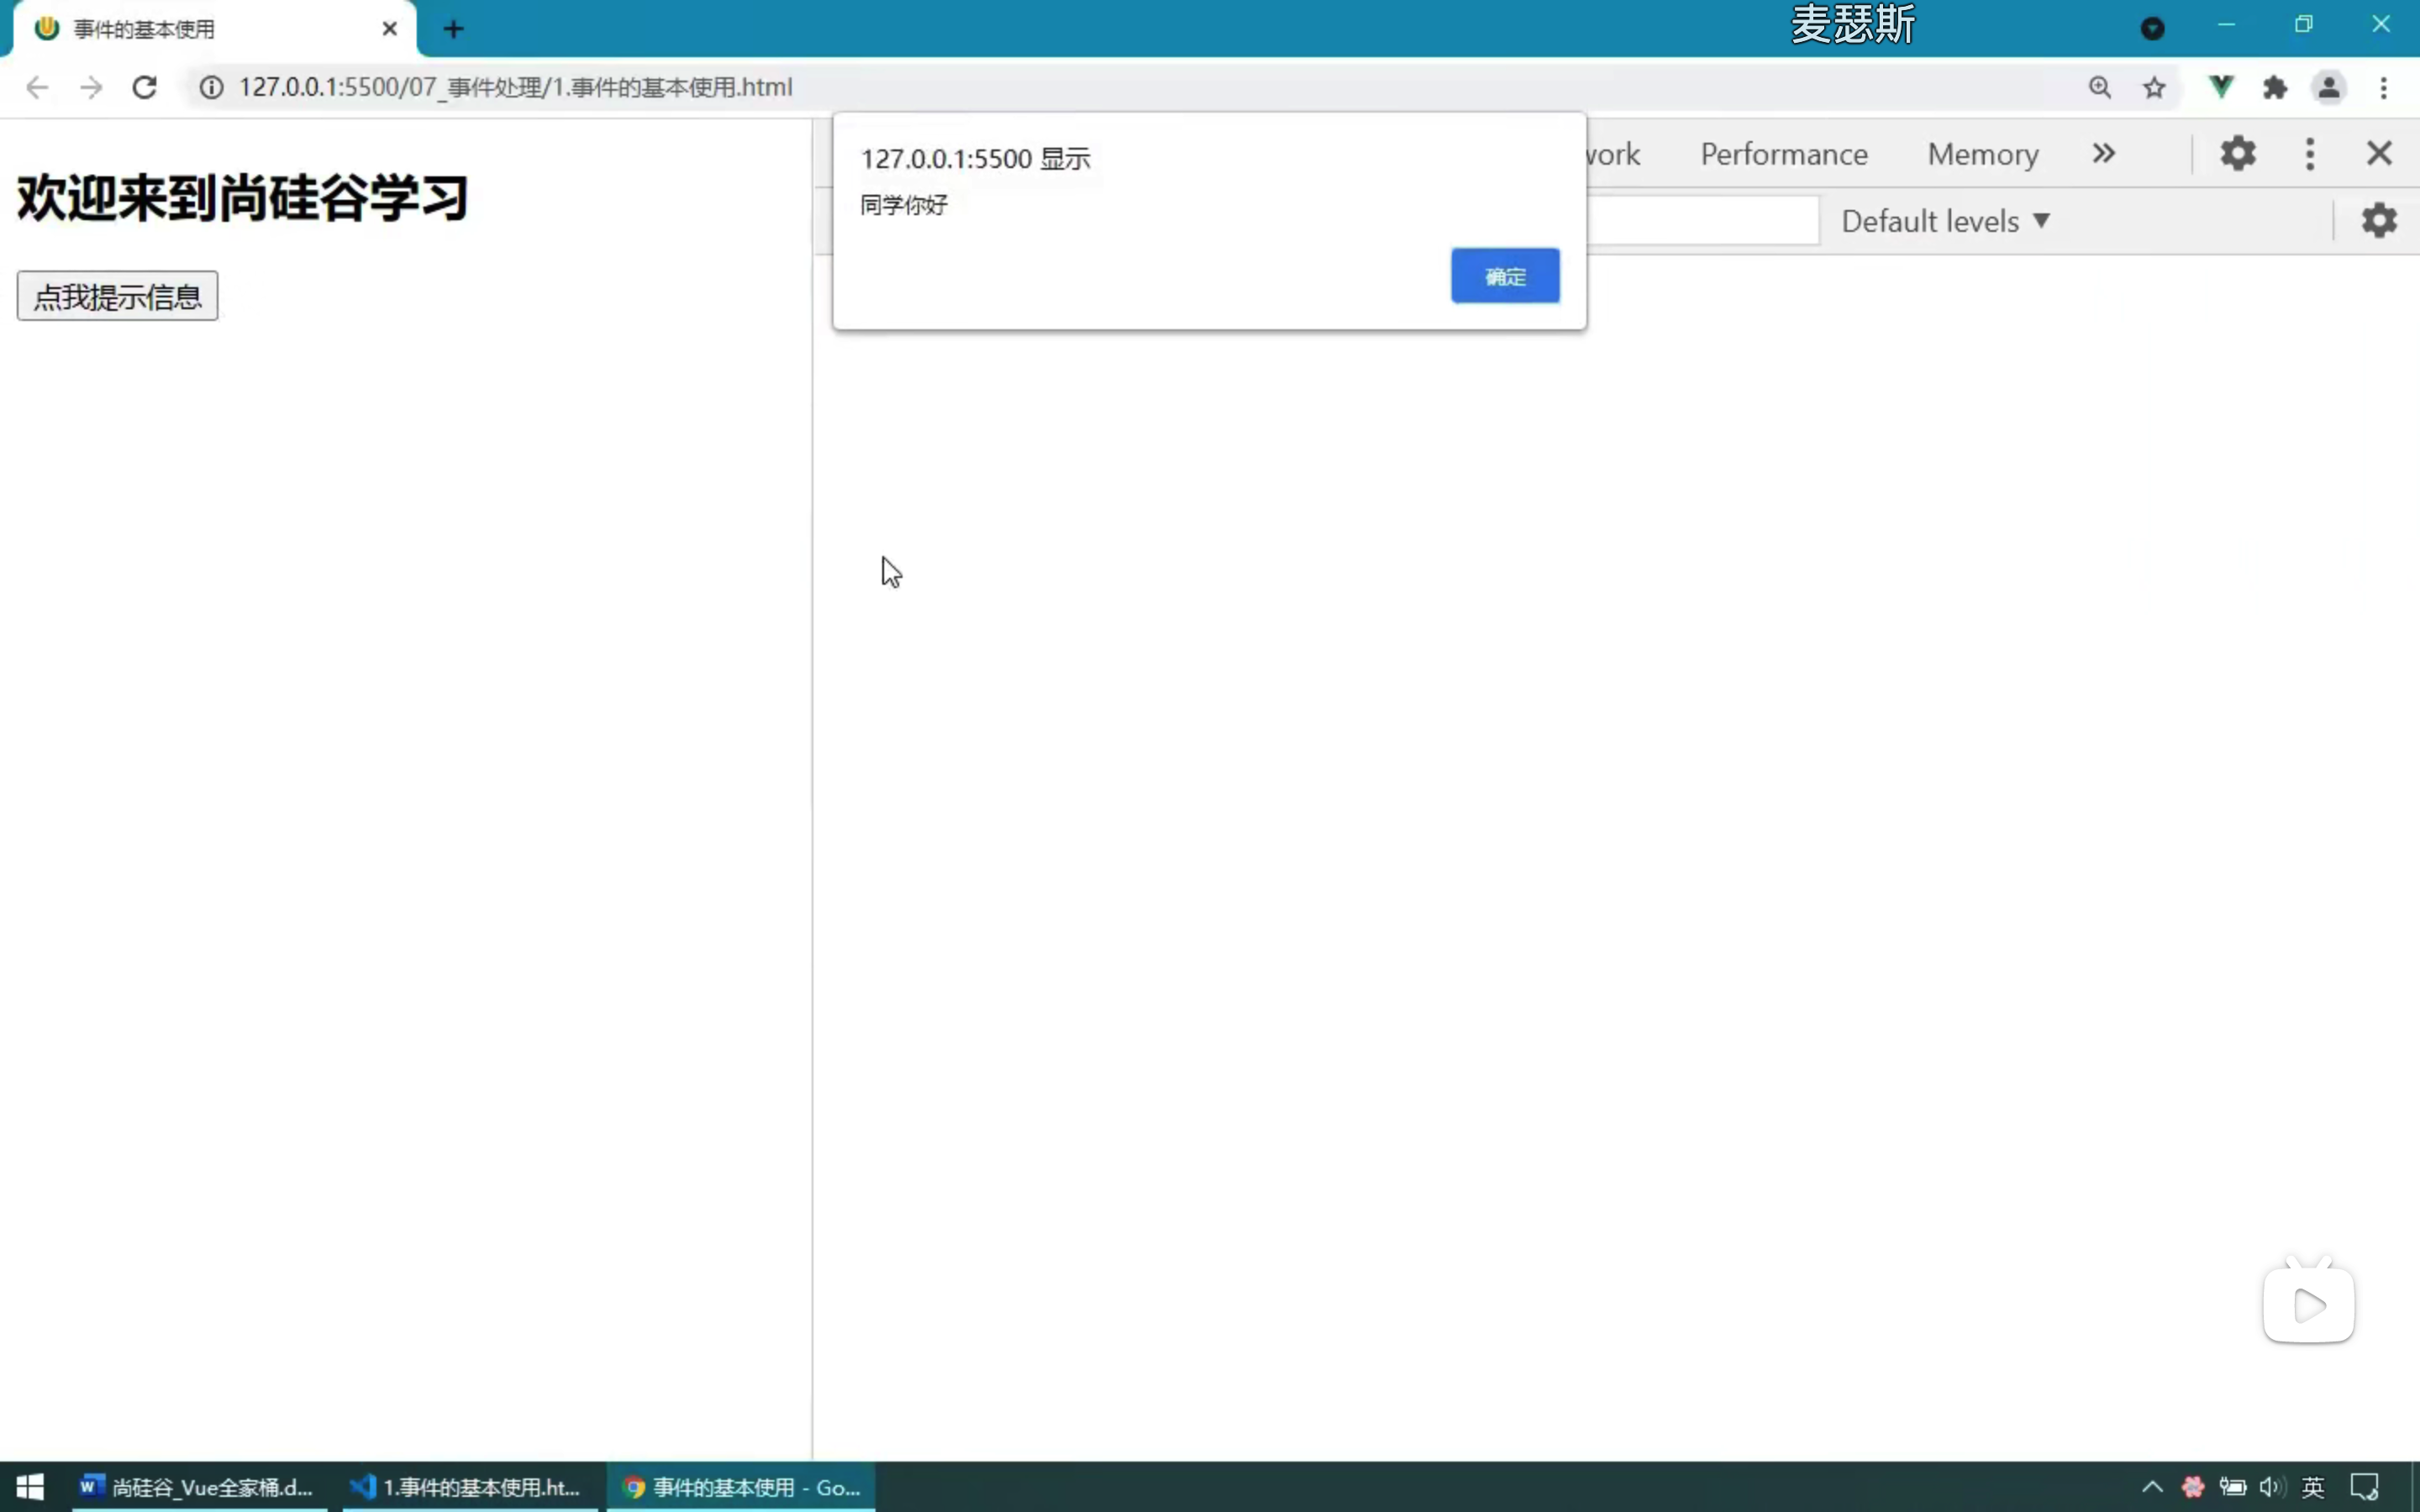 事件的基本使用
麦瑟斯
127.0.0.1:5500/07_事件处理/1.事件的基本使用.html
127.0.0.1:5500 显示
同学你好
确定
work Performance Memory
Default levels
欢迎来到尚硅谷学习
点我提示信息
尚硅谷_Vue全家桶.d...
1.事件的基本使用.ht...
事件的基本使用 - Go...
英